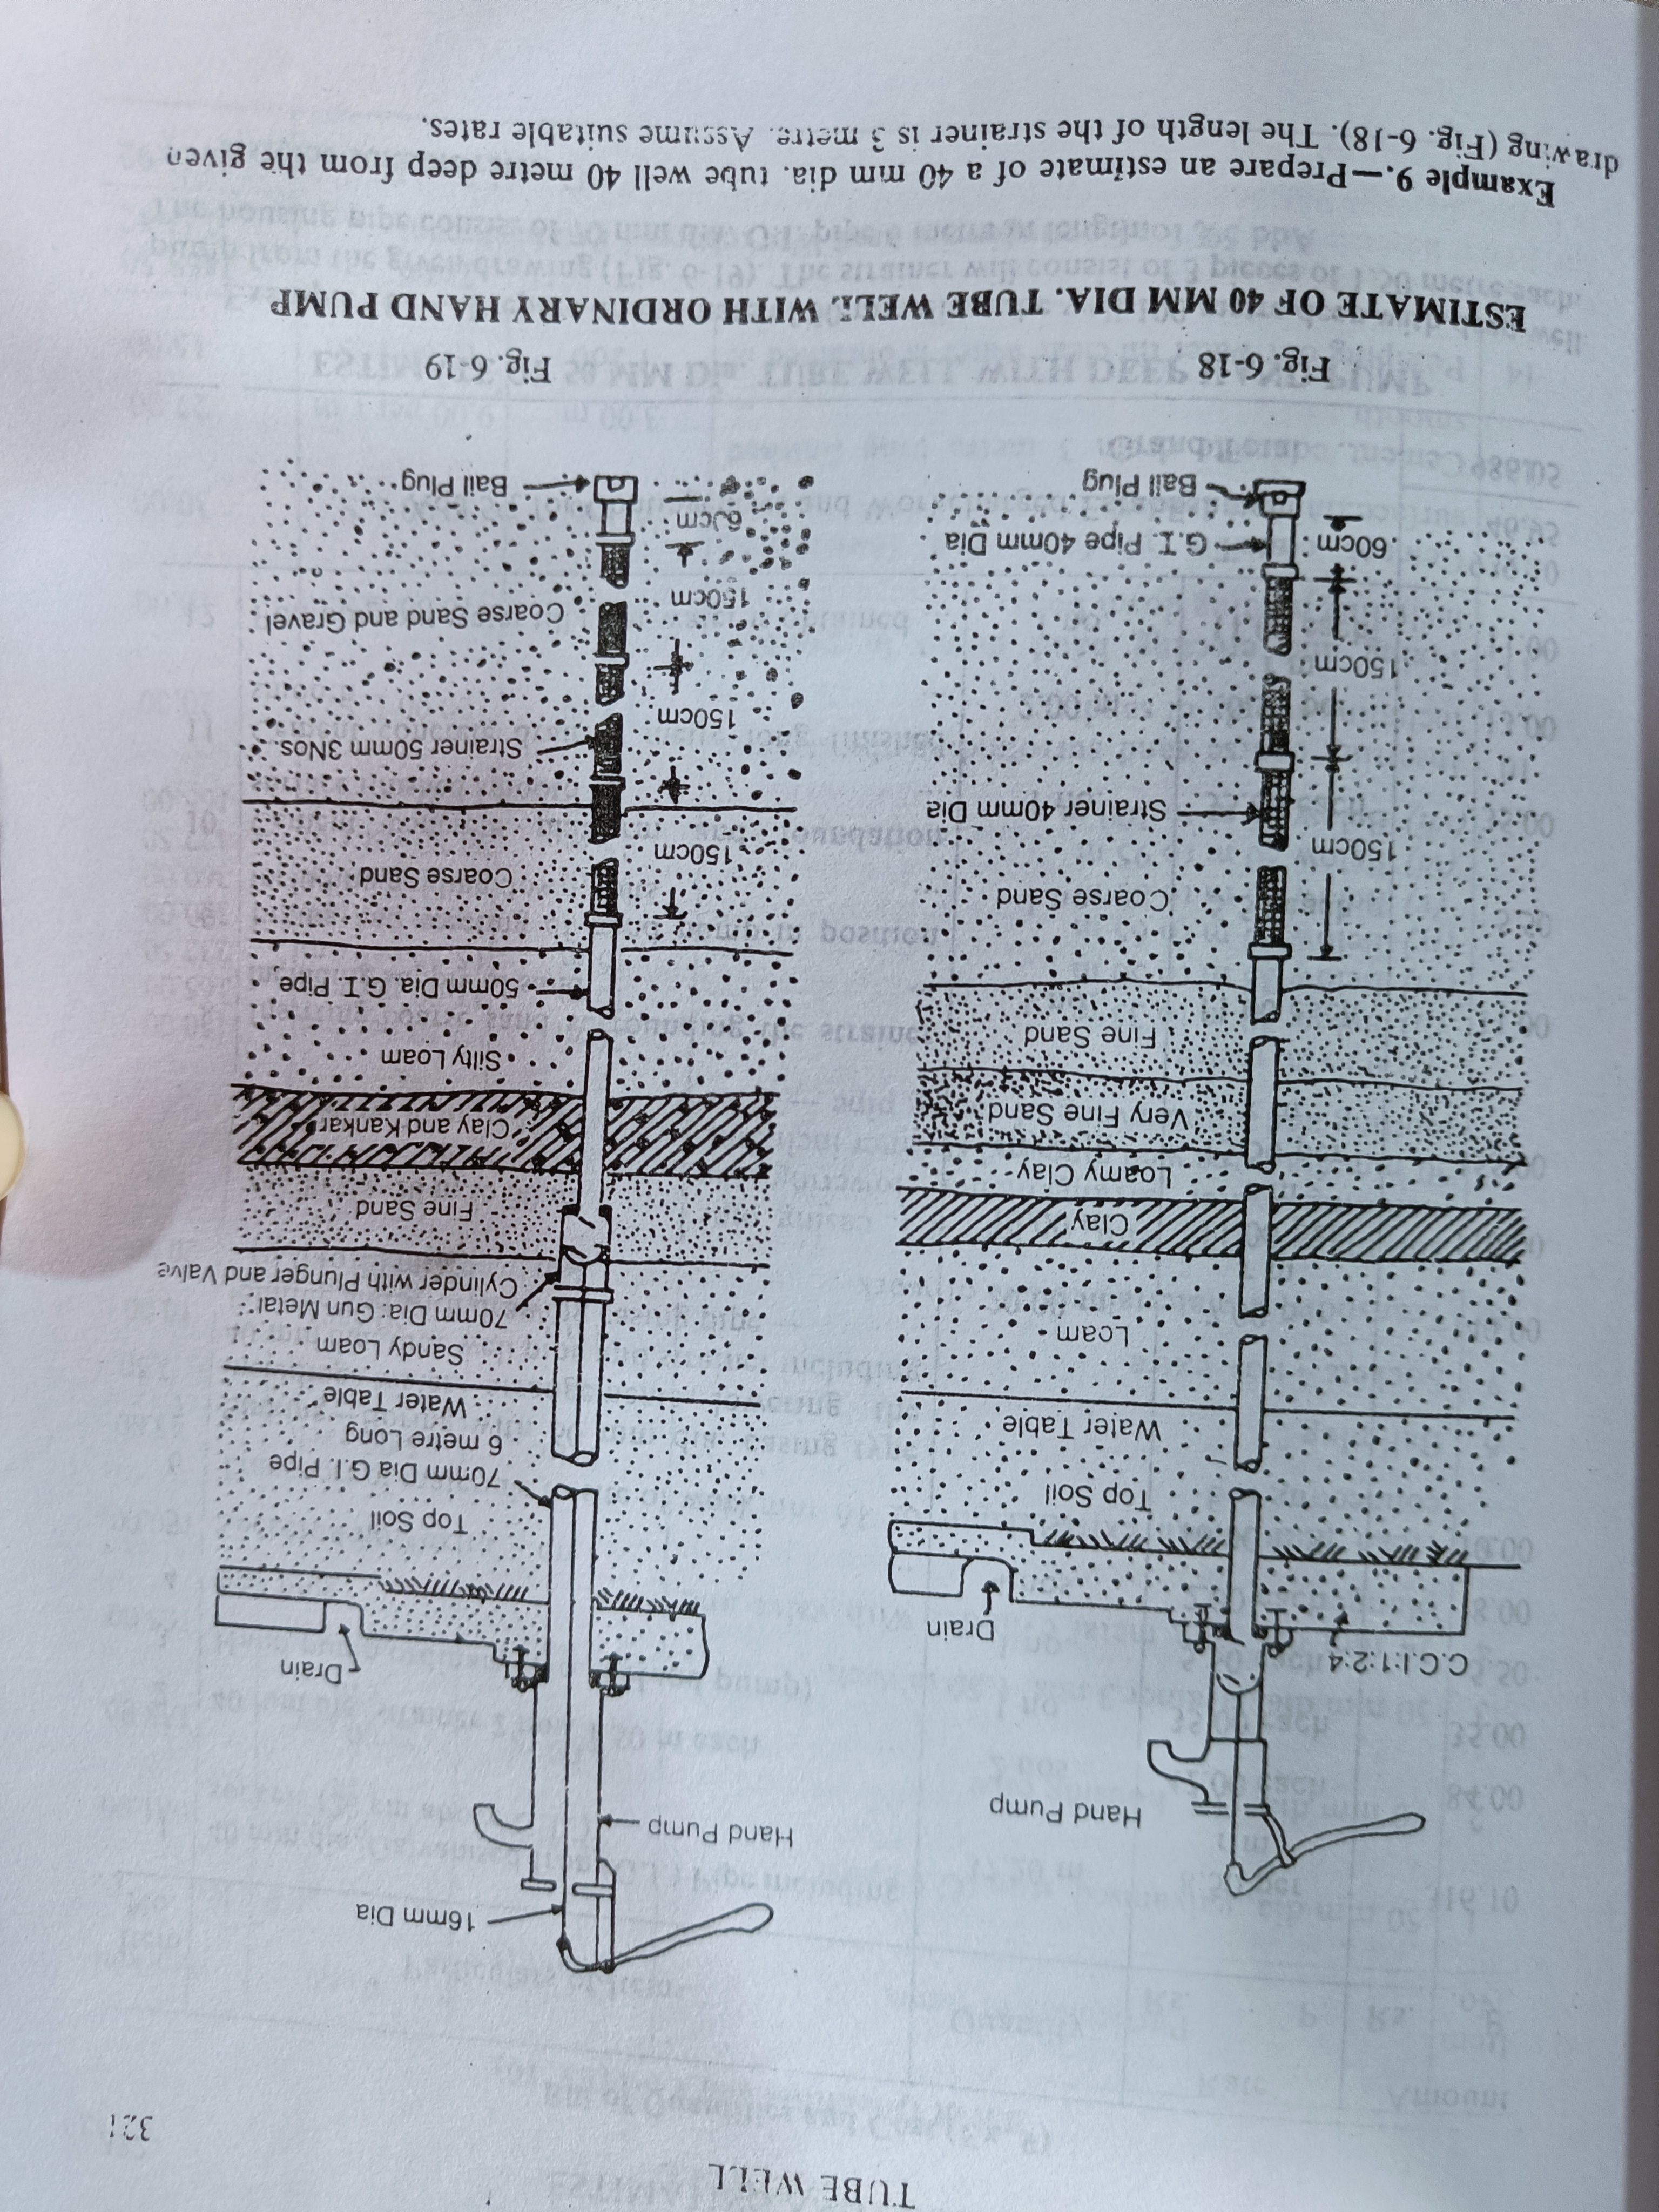 TUBE WELL
321
Hand Pump
C.C.I:1:2:4
Drain
Top Soil
Water Table
Loam
Clay
Loamy Clay
Very Fine Sand
Fine Sand
Coarse Sand
150cm
Strainer 40mm Dia
150cm
60cm
G.I. Pipe 40mm Dia
Bail Plug
Fig. 6-18
16mm Dia
Hand Pump
Drain
Top Soil
70mm Dia G.I. Pipe
6 metre Long
Water Table
Sandy Loam
70mm Dia: Gun Metal
Cylinder with Plunger and Valve
Fine Sand
Clay and Kankar
Silty Loam
50mm Dia. G.I. Pipe
Coarse Sand
150cm
Strainer 50mm 3Nos.
150cm
Coarse Sand and Gravel
150cm
60cm
Bail Plug
Fig. 6-19
ESTIMATE OF 40 MM DIA. TUBE WELL WITH ORDINARY HAND PUMP
Example 9.—Prepare an estimate of a 40 mm dia. tube well 40 metre deep from the given
drawing (Fig. 6-18). The length of the strainer is 3 metre. Assume suitable rates.